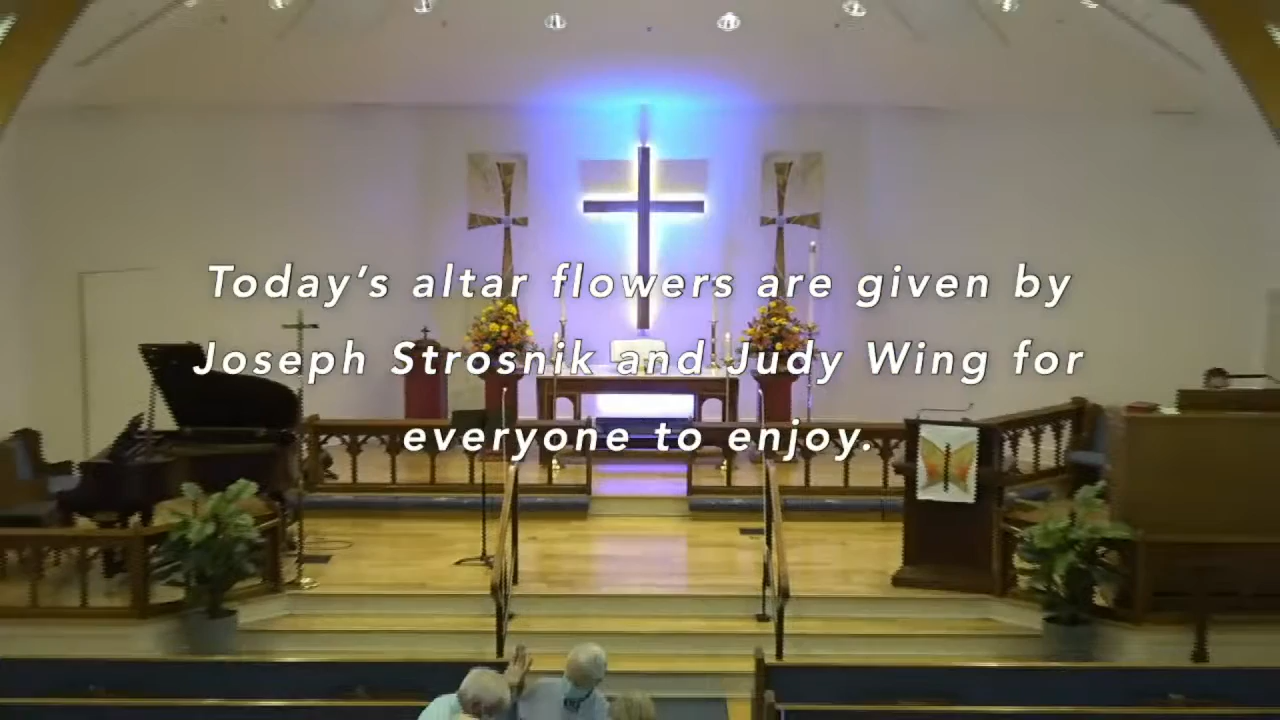 Today's altar flowers are given by
Joseph Strosnik and Judy Wing for
everyone to enjoy.